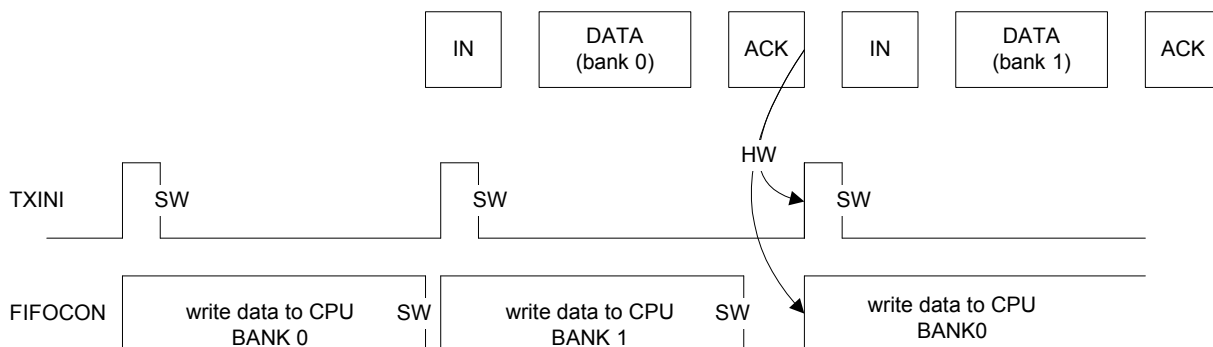 IN
DATA
(bank 0)
ACK
IN
DATA
(bank 1)
ACK
HW
TXINI
SW
SW
SW
FIFOCON
write data to CPU
BANK 0
SW
write data to CPU
BANK 1
SW
write data to CPU
BANK0